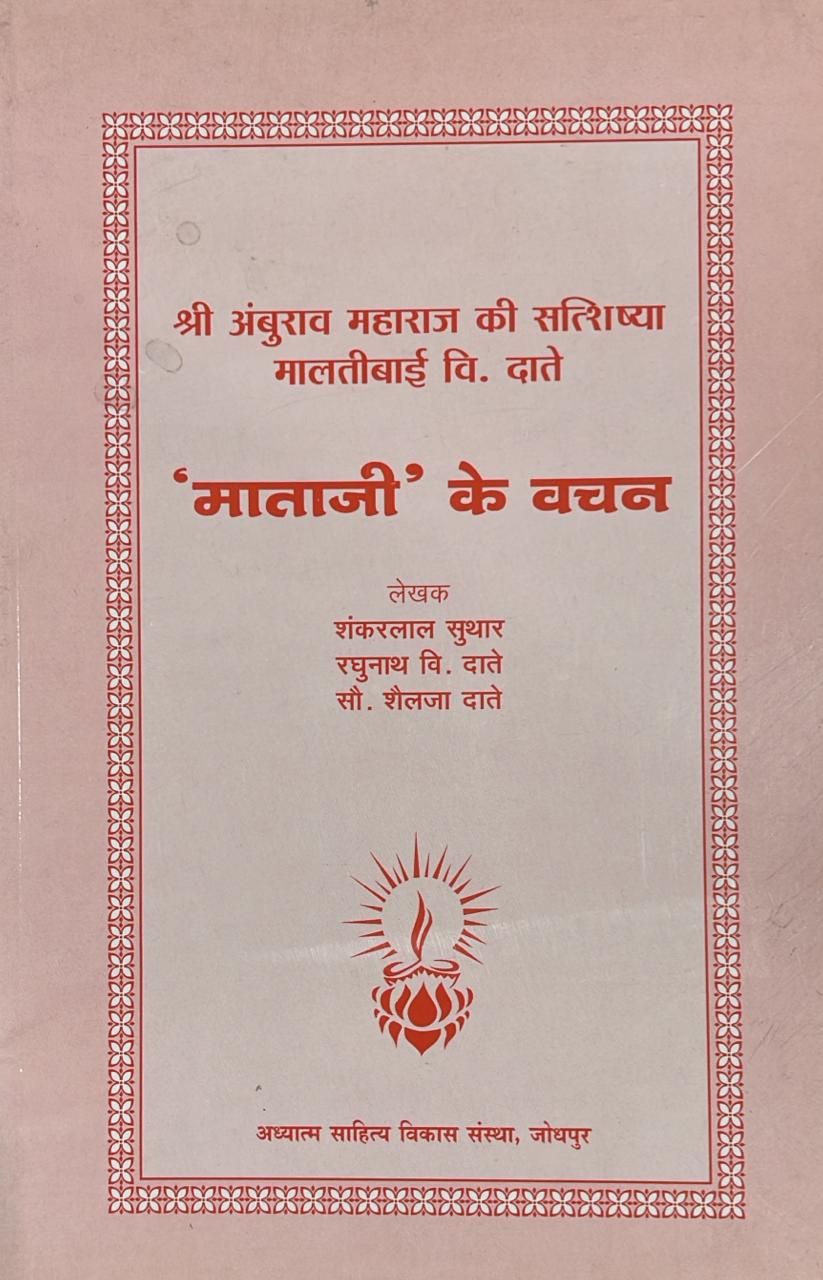 श्री अंबुराव महाराज की सत्शिष्या
मालतीबाई वि. दाते
‘माताजी’ के वचन
लेखक
शंकरलाल सुथार
रघुनाथ वि. दाते
सौ. शैलजा दाते
अध्यात्म साहित्य विकास संस्था, जोधपुर